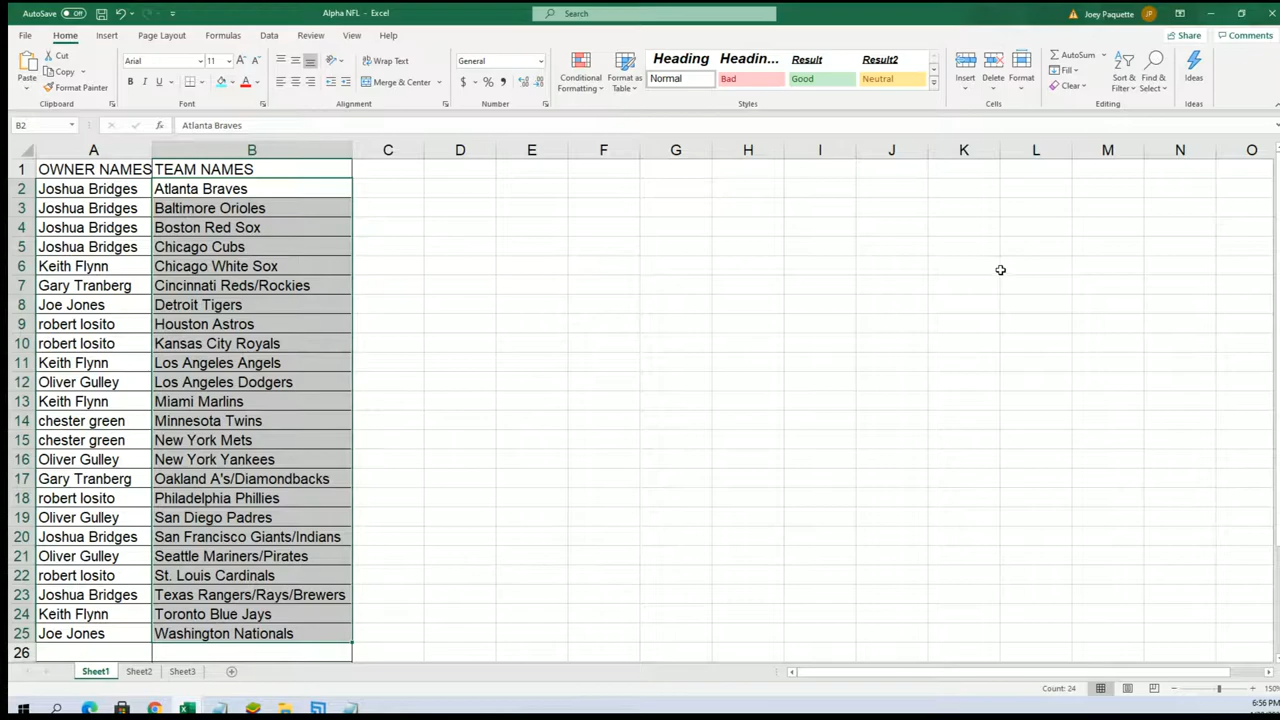 AutoSave Off Alpha NFL - Excel Search Joey Paquette JP
File Home Insert Page Layout Formulas Data Review View Help Share Comments
Paste Cut Copy Format Painter Clipboard
Arial 11 B I U A Font
Wrap Text Merge & Center Alignment
General $ % , Number
Conditional Formatting Format as Table
Heading Headin... Result Result2
Normal Bad Good Neutral
Styles
Insert Delete Format Cells
AutoSum Fill Clear Sort & Filter Find & Select Editing
Ideas Ideas
B2 fx Atlanta Braves
A B C D E F G H I J K L M N O
1 OWNER NAMES TEAM NAMES
2 Joshua Bridges Atlanta Braves
3 Joshua Bridges Baltimore Orioles
4 Joshua Bridges Boston Red Sox
5 Joshua Bridges Chicago Cubs
6 Keith Flynn Chicago White Sox
7 Gary Tranberg Cincinnati Reds/Rockies
8 Joe Jones Detroit Tigers
9 robert losito Houston Astros
10 robert losito Kansas City Royals
11 Keith Flynn Los Angeles Angels
12 Oliver Gulley Los Angeles Dodgers
13 Keith Flynn Miami Marlins
14 chester green Minnesota Twins
15 chester green New York Mets
16 Oliver Gulley New York Yankees
17 Gary Tranberg Oakland A's/Diamondbacks
18 robert losito Philadelphia Phillies
19 Oliver Gulley San Diego Padres
20 Joshua Bridges San Francisco Giants/Indians
21 Oliver Gulley Seattle Mariners/Pirates
22 robert losito St. Louis Cardinals
23 Joshua Bridges Texas Rangers/Rays/Brewers
24 Keith Flynn Toronto Blue Jays
25 Joe Jones Washington Nationals
26
Sheet1 Sheet2 Sheet3
Count: 24 150%
6:56 PM